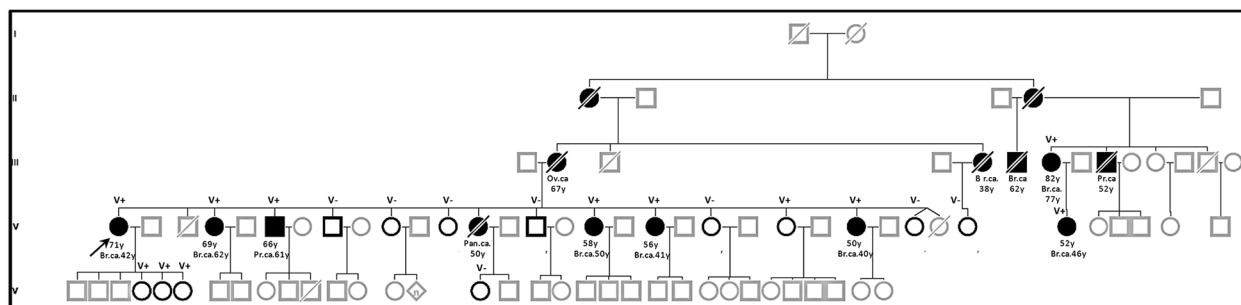 I
II
III
V+
Ov.ca
67y
B r.ca.
38y
Br.ca
62y
82y
Br.ca.
77y
Pr.ca
52y
V+ V+ V+ V- V- V- V- V+ V+ V- V+ V+ V- V- V+
V
71y
Br.ca.42y
69y
Br.ca.62y
66y
Pr.ca.61y
Pan.ca.
50y
58y
Br.ca.50y
56y
Br.ca.41y
50y
Br.ca.40y
52y
Br.ca.46y
V+ V+ V+ V-
V
n